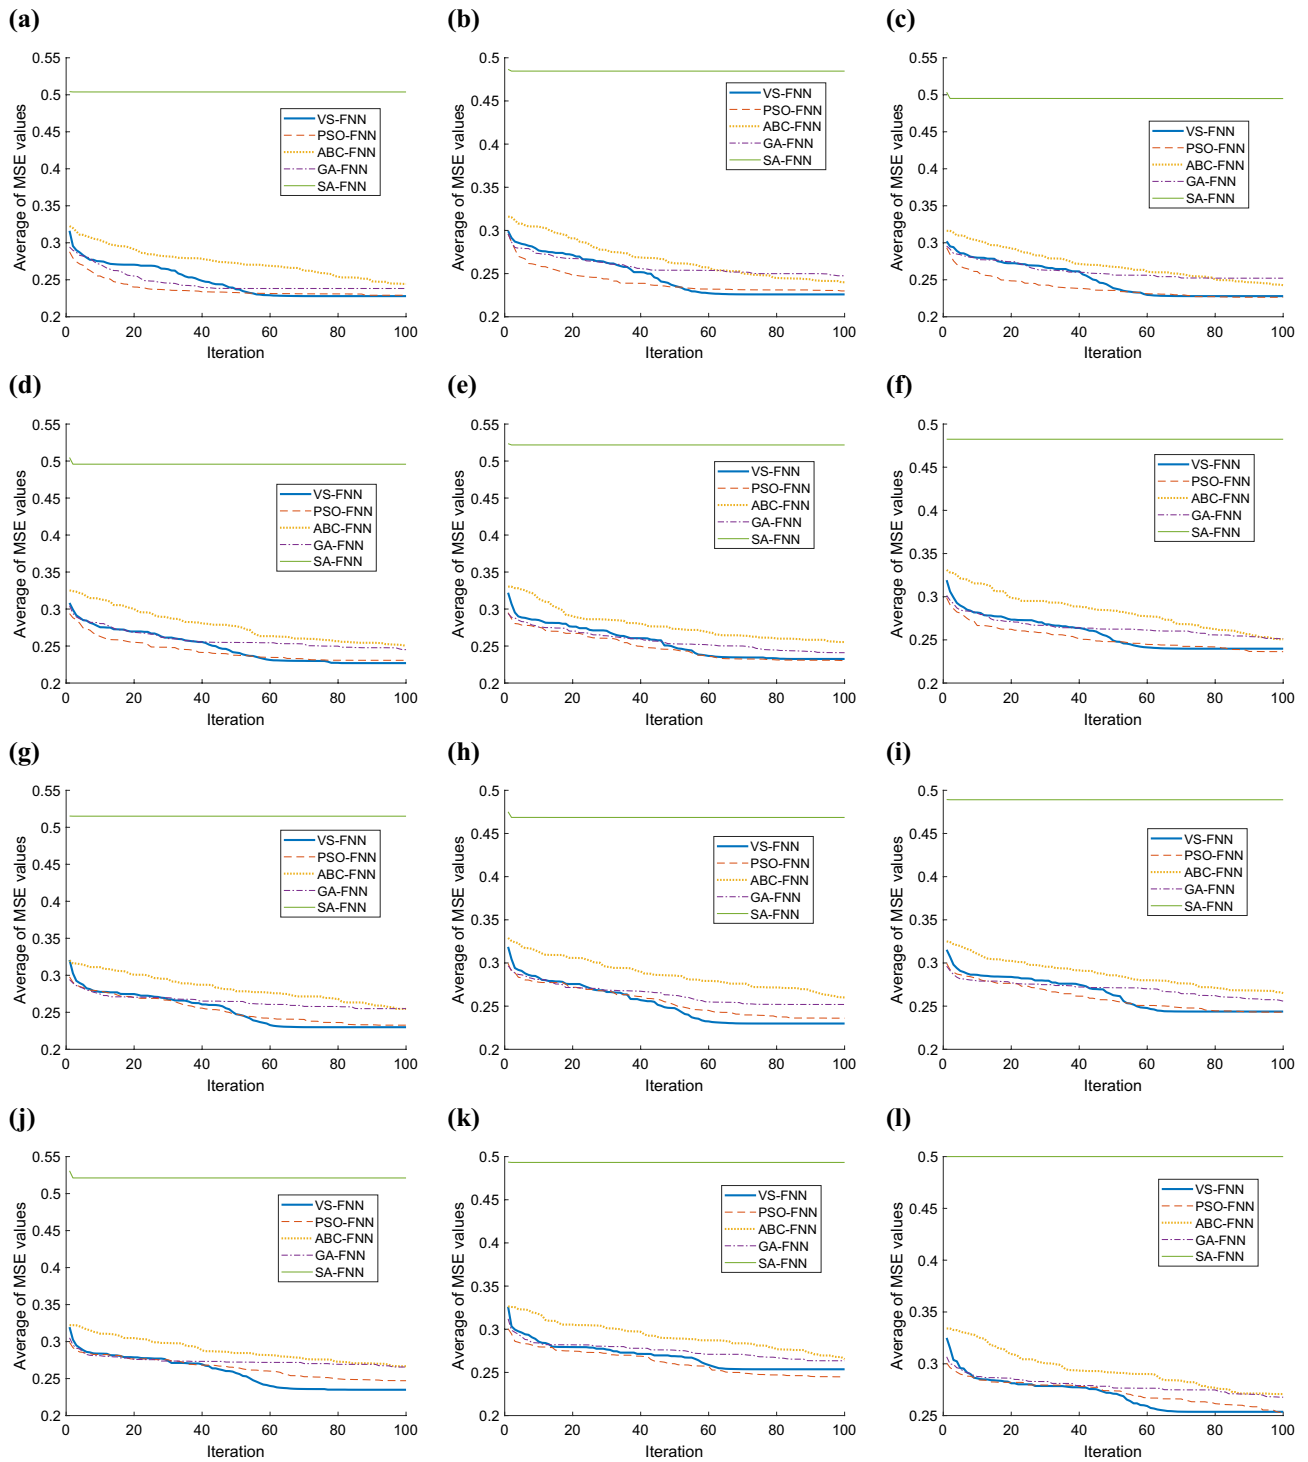 (a)
0.55
0.5
0.45
0.4
0.35
0.3
0.25
0.2
Average of MSE values
VS-FNN
PSO-FNN
ABC-FNN
GA-FNN
SA-FNN
0 20 40 60 80 100
Iteration
(b)
0.5
0.45
0.4
0.35
0.3
0.25
0.2
Average of MSE values
VS-FNN
PSO-FNN
ABC-FNN
GA-FNN
SA-FNN
0 20 40 60 80 100
Iteration
(c)
0.55
0.5
0.45
0.4
0.35
0.3
0.25
0.2
Average of MSE values
VS-FNN
PSO-FNN
ABC-FNN
GA-FNN
SA-FNN
0 20 40 60 80 100
Iteration
(d)
0.55
0.5
0.45
0.4
0.35
0.3
0.25
0.2
Average of MSE values
VS-FNN
PSO-FNN
ABC-FNN
GA-FNN
SA-FNN
0 20 40 60 80 100
Iteration
(e)
0.55
0.5
0.45
0.4
0.35
0.3
0.25
0.2
Average of MSE values
VS-FNN
PSO-FNN
ABC-FNN
GA-FNN
SA-FNN
0 20 40 60 80 100
Iteration
(f)
0.5
0.45
0.4
0.35
0.3
0.25
0.2
Average of MSE values
VS-FNN
PSO-FNN
ABC-FNN
GA-FNN
SA-FNN
0 20 40 60 80 100
Iteration
(g)
0.55
0.5
0.45
0.4
0.35
0.3
0.25
0.2
Average of MSE values
VS-FNN
PSO-FNN
ABC-FNN
GA-FNN
SA-FNN
0 20 40 60 80 100
Iteration
(h)
0.5
0.45
0.4
0.35
0.3
0.25
0.2
Average of MSE values
VS-FNN
PSO-FNN
ABC-FNN
GA-FNN
SA-FNN
0 20 40 60 80 100
Iteration
(i)
0.5
0.45
0.4
0.35
0.3
0.25
0.2
Average of MSE values
VS-FNN
PSO-FNN
ABC-FNN
GA-FNN
SA-FNN
0 20 40 60 80 100
Iteration
(j)
0.55
0.5
0.45
0.4
0.35
0.3
0.25
0.2
Average of MSE values
VS-FNN
PSO-FNN
ABC-FNN
GA-FNN
SA-FNN
0 20 40 60 80 100
Iteration
(k)
0.5
0.45
0.4
0.35
0.3
0.25
0.2
Average of MSE values
VS-FNN
PSO-FNN
ABC-FNN
GA-FNN
SA-FNN
0 20 40 60 80 100
Iteration
(l)
0.5
0.45
0.4
0.35
0.3
0.25
Average of MSE values
VS-FNN
PSO-FNN
ABC-FNN
GA-FNN
SA-FNN
0 20 40 60 80 100
Iteration